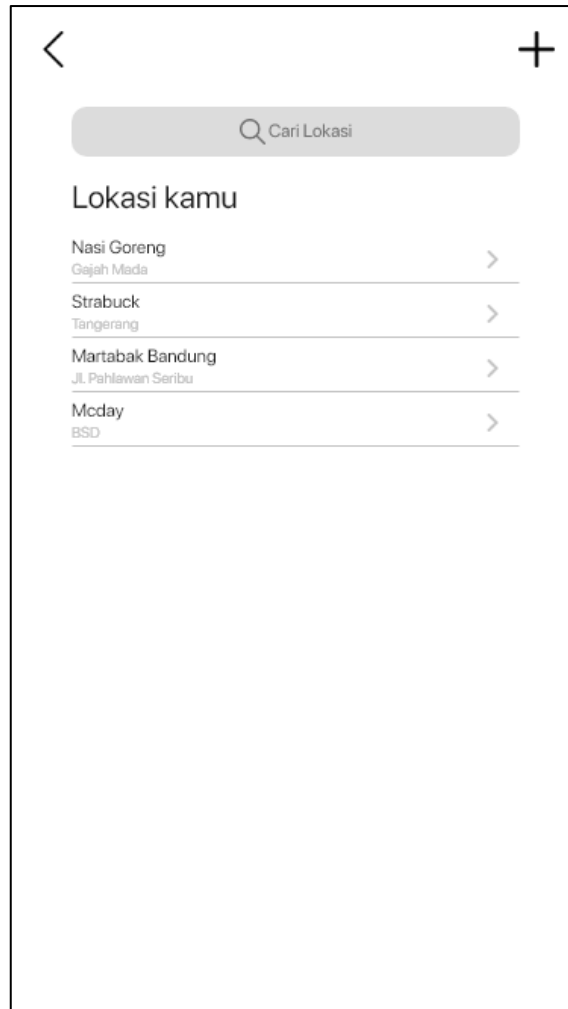 Cari Lokasi
Lokasi kamu
Nasi Goreng
Gajah Mada
Strabuck
Tangerang
Martabak Bandung
Jl. Pahlawan Seribu
Mcday
BSD